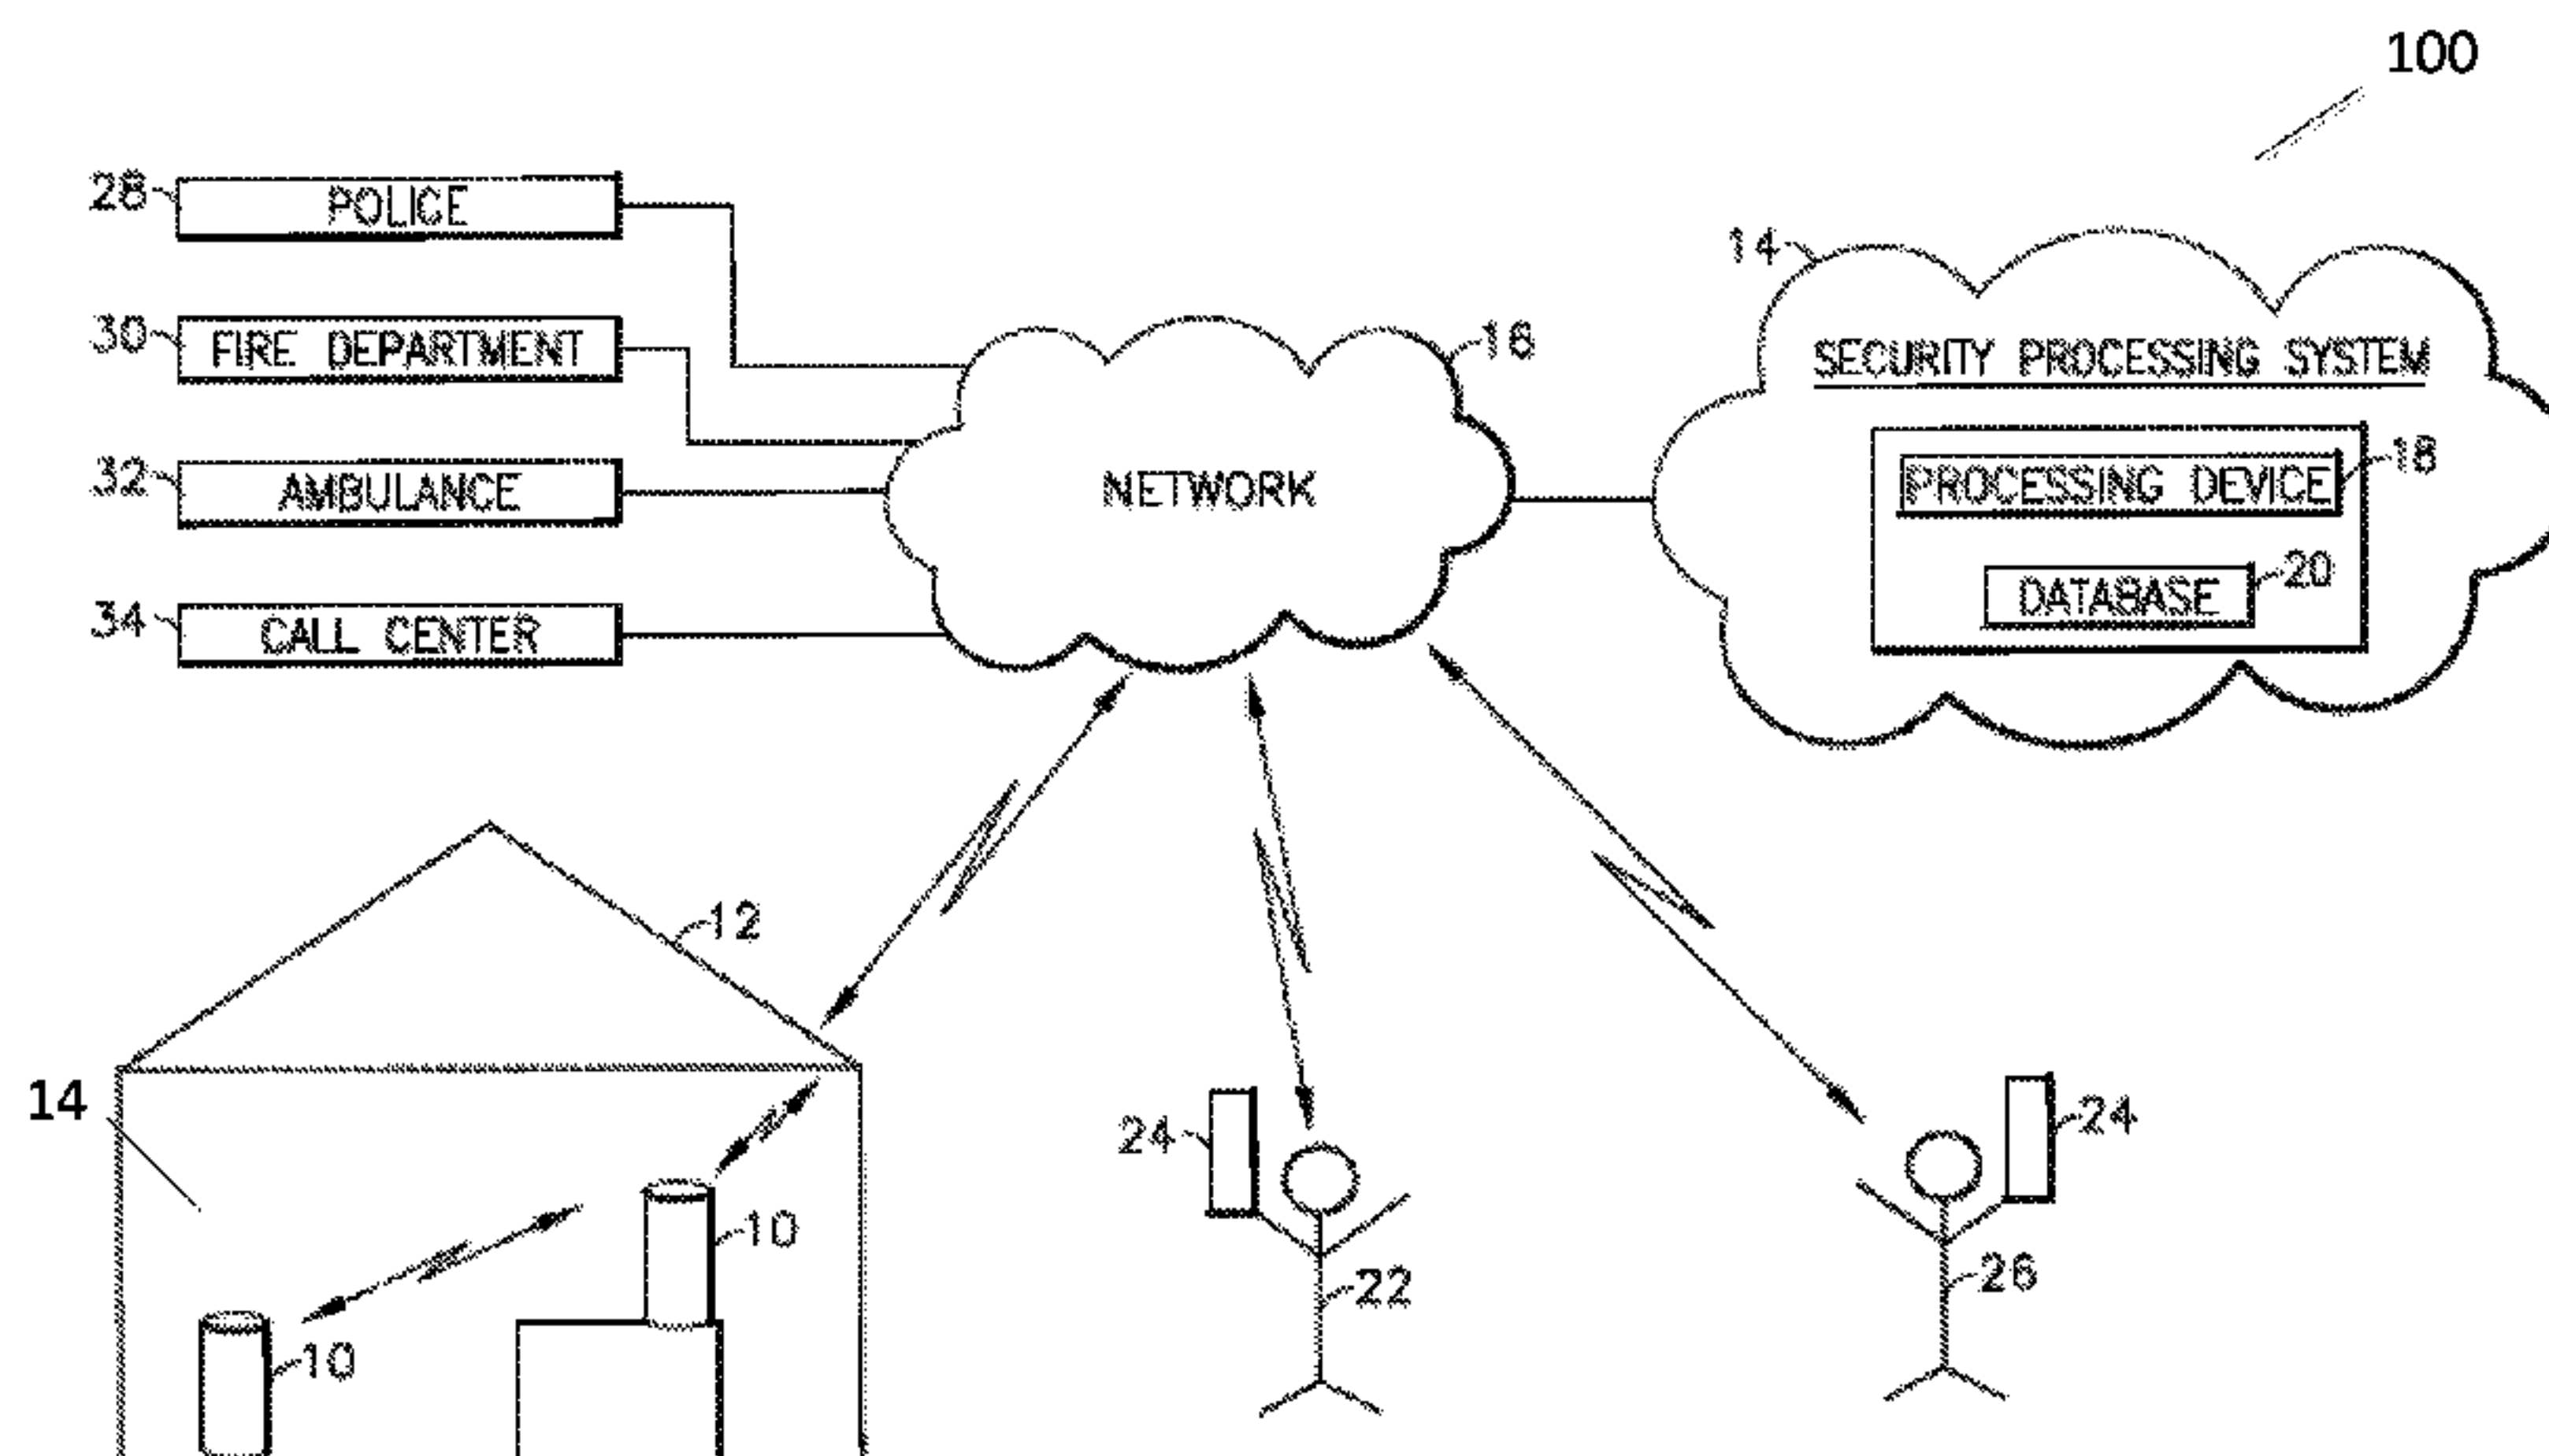 100
28 POLICE
14
30 FIRE DEPARTMENT
16
SECURITY PROCESSING SYSTEM
32 AMBULANCE
NETWORK
PROCESSING DEVICE 18
DATABASE 20
34 CALL CENTER
12
14
24
24
10
22
26
10